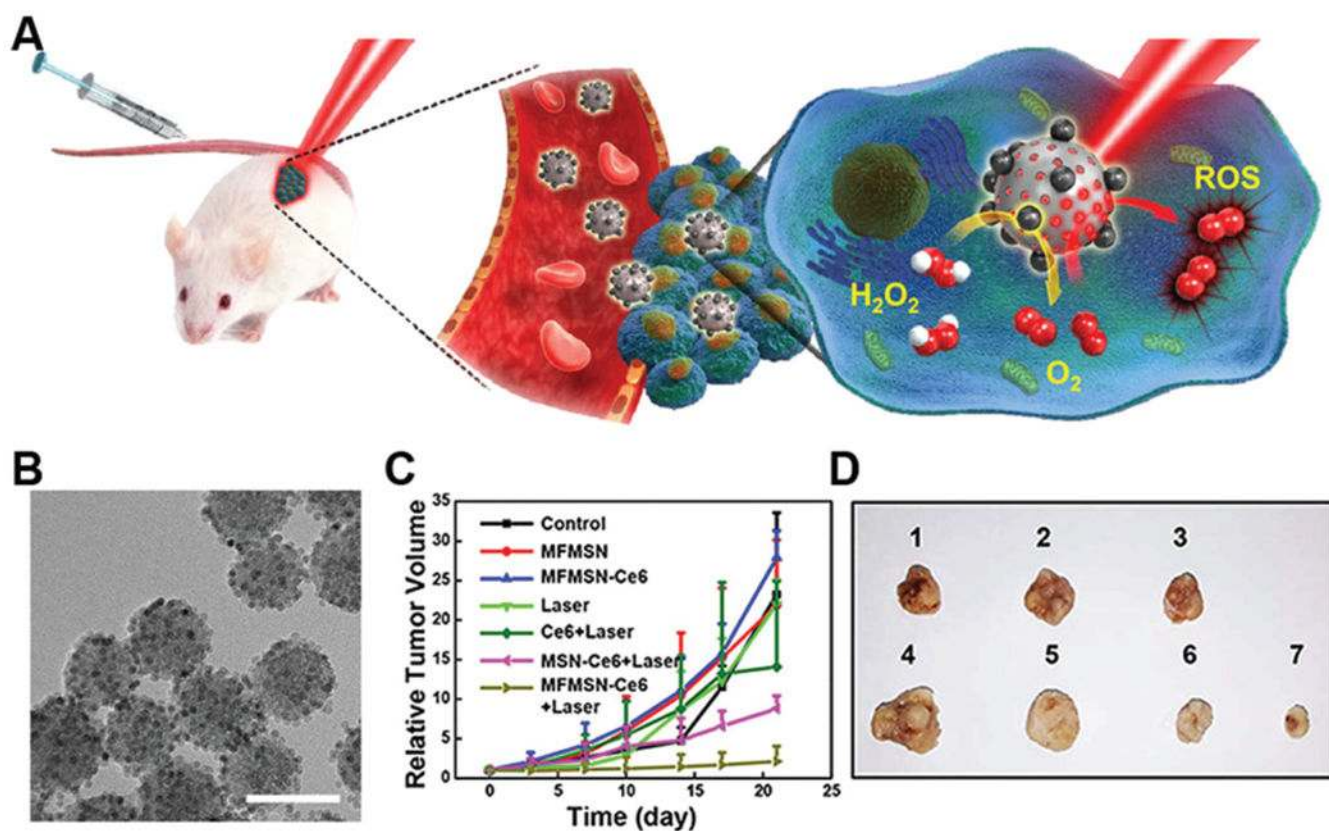 A
ROS
H2O2
O2
B
C
D
35
30
25
20
15
10
5
0
Relative Tumor Volume
Control
MFMSN
MFMSN-Ce6
Laser
Ce6+Laser
MSN-Ce6+Laser
MFMSN-Ce6
+Laser
0 5 10 15 20 25
Time (day)
1 2 3
4 5 6 7